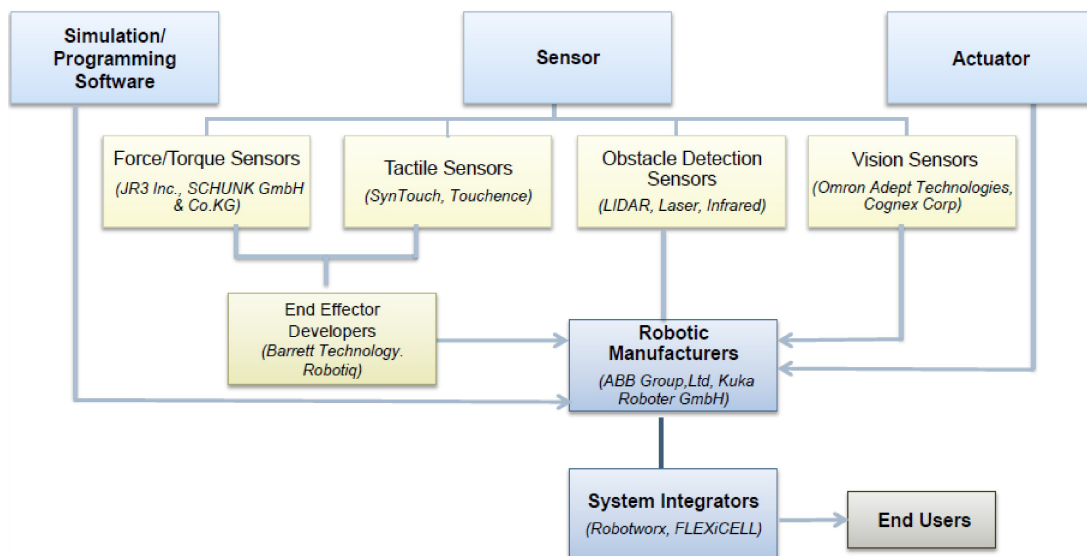 Simulation/
Programming
Software
Sensor
Actuator
Force/Torque Sensors
(JR3 Inc., SCHUNK GmbH
& Co.KG)
Tactile Sensors
(SynTouch, Touchence)
Obstacle Detection
Sensors
(LIDAR, Laser, Infrared)
Vision Sensors
(Omron Adept Technologies,
Cognex Corp)
End Effector
Developers
(Barrett Technology.
Robotiq)
Robotic
Manufacturers
(ABB Group,Ltd, Kuka
Roboter GmbH)
System Integrators
(Robotworx, FLEXiCELL)
End Users